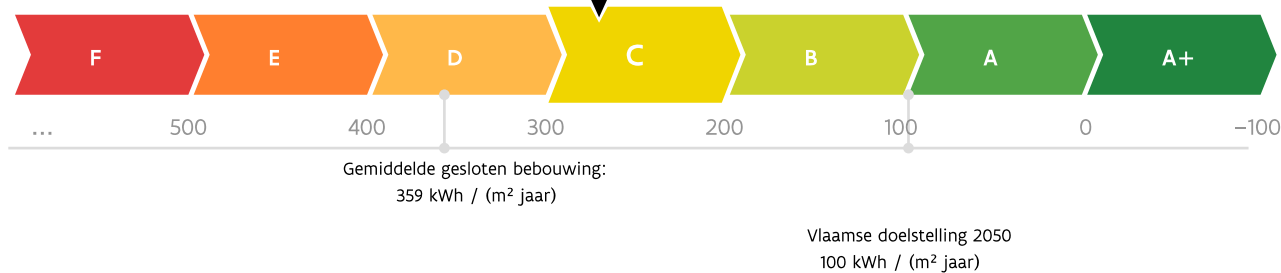 F E D C B A A+
... 500 400 300 200 100 0 –100
Gemiddelde gesloten bebouwing:
359 kWh / (m² jaar)
Vlaamse doelstelling 2050
100 kWh / (m² jaar)